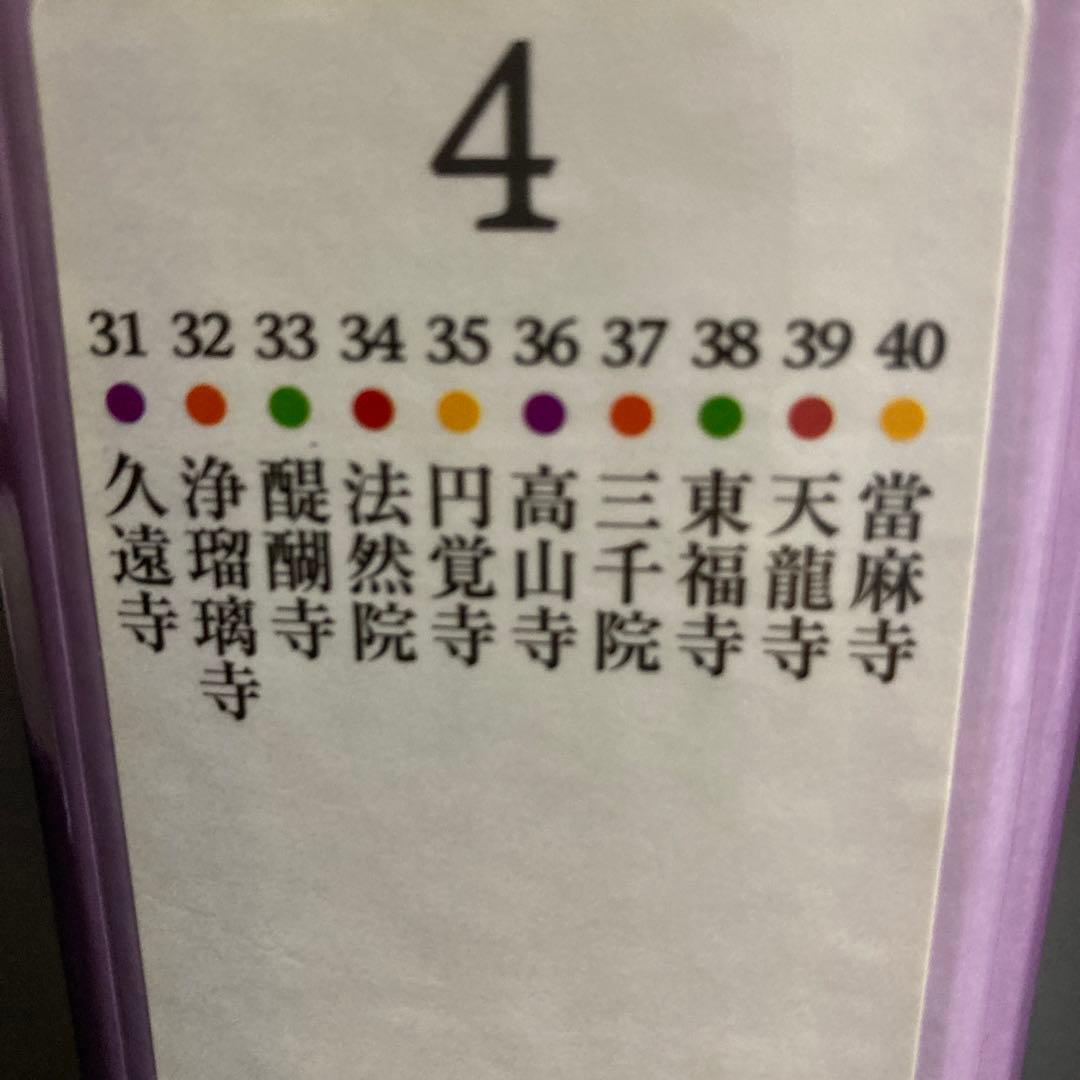 4
31 32 33 34 35 36 37 38 39 40
久遠寺
浄瑠璃寺
醍醐寺
法然院
円覚寺
高山寺
三千院
東福寺
天龍寺
當麻寺